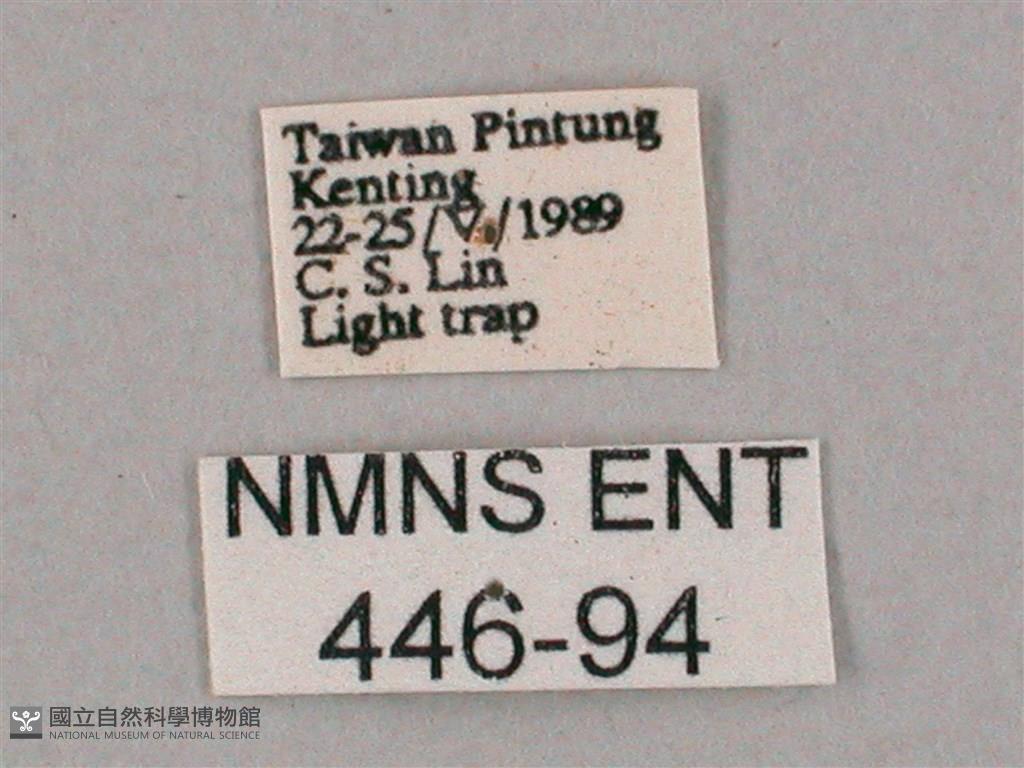 Taiwan Pintung
Kenting
22-25/V./1989
C. S. Lin
Light trap
NMNS ENT
446-94
國立自然科學博物館
NATIONAL MUSEUM OF NATURAL SCIENCE